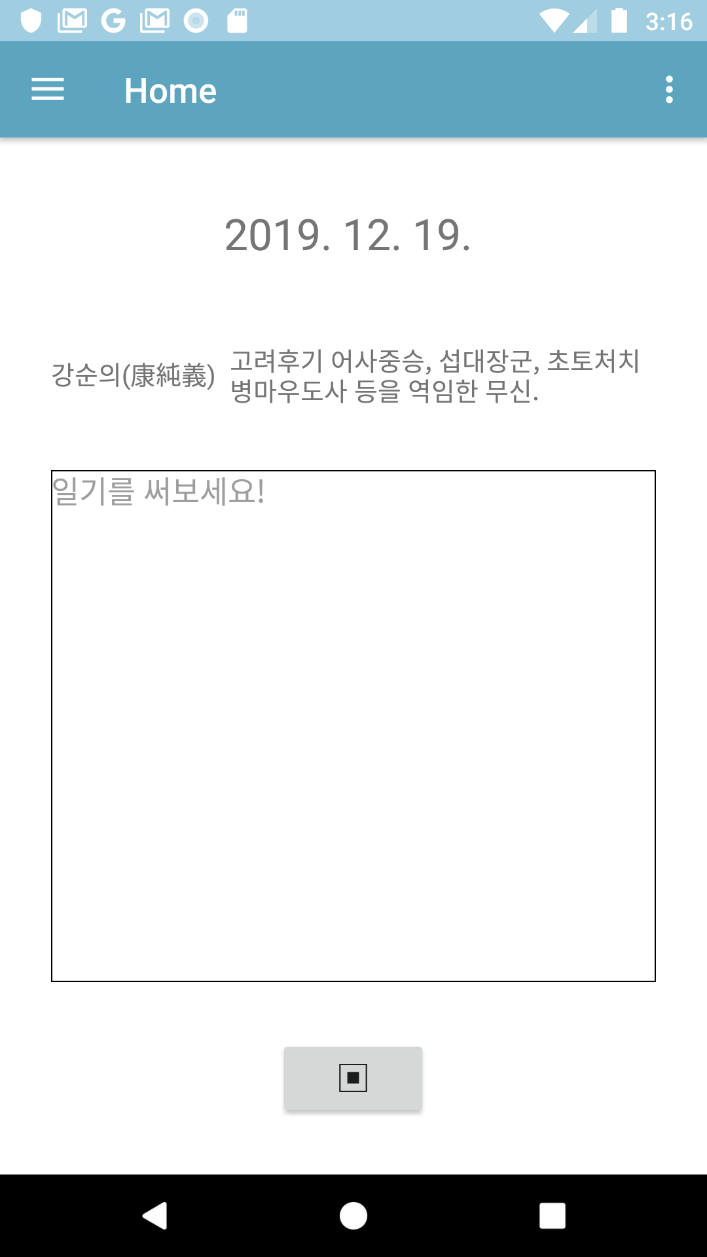 3:16
Home
2019. 12. 19.
강순의(康純義)
고려후기 어사중승, 섭대장군, 초토처치
병마우도사 등을 역임한 무신.
일기를 써보세요!
▣